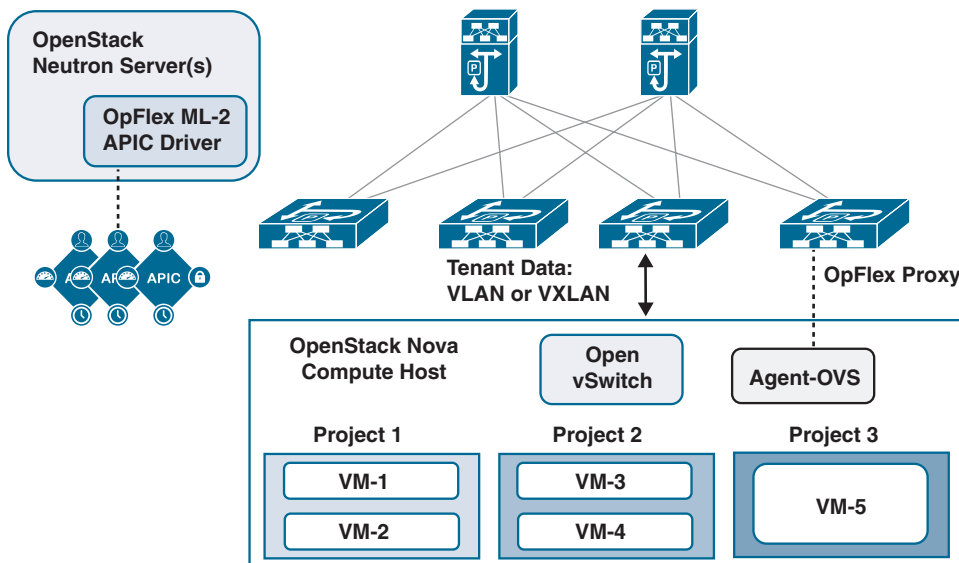 OpenStack
Neutron Server(s)
OpFlex ML-2
APIC Driver
P
P
P
P
P
P
A
AP
APIC
Tenant Data:
VLAN or VXLAN
OpFlex Proxy
OpenStack Nova
Compute Host
Open
vSwitch
Agent-OVS
Project 1
Project 2
Project 3
VM-1
VM-3
VM-5
VM-2
VM-4